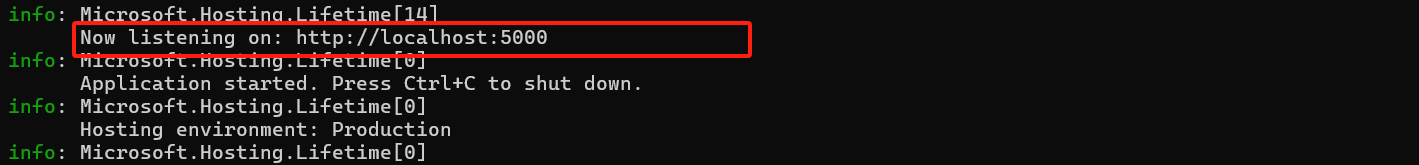 info: Microsoft.Hosting.Lifetime[14]
Now listening on: http://localhost:5000
info: Microsoft.Hosting.Lifetime[0]
Application started. Press Ctrl+C to shut down.
info: Microsoft.Hosting.Lifetime[0]
Hosting environment: Production
info: Microsoft.Hosting.Lifetime[0]